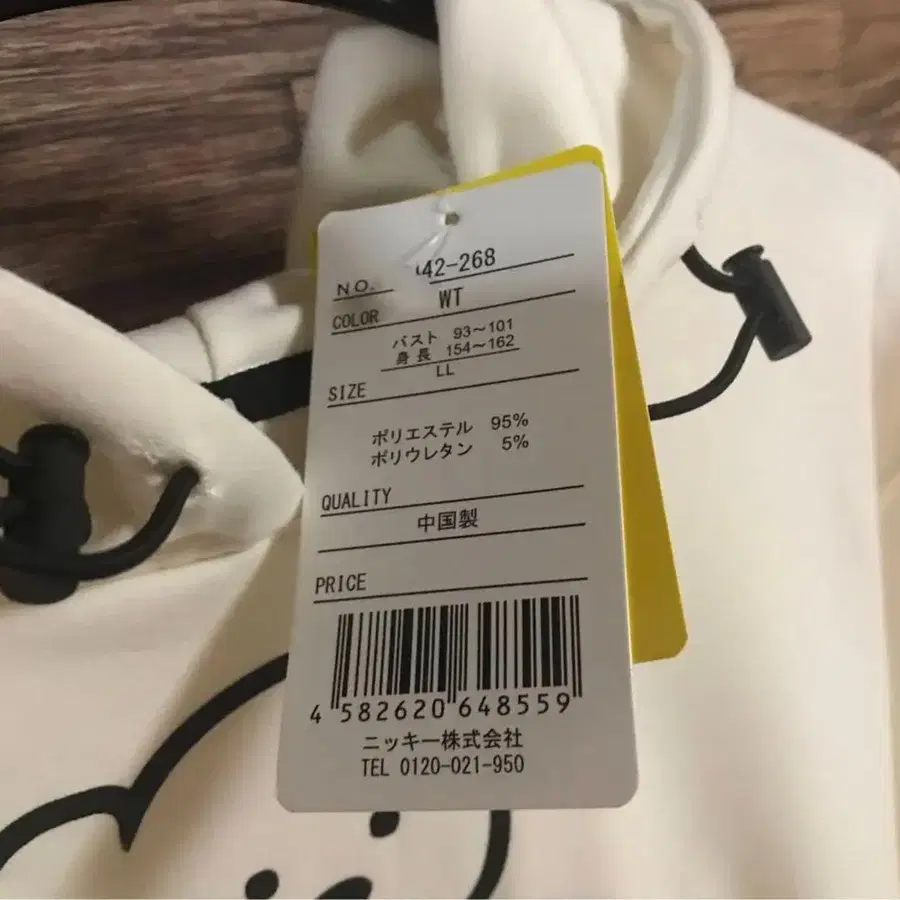 NO. 42-268
COLOR WT
バスト 93～101
身長 154～162
LL
SIZE
ポリエステル 95%
ポリウレタン 5%
QUALITY
中国製
PRICE
4 582620 648559
ニッキー株式会社
TEL 0120-021-950